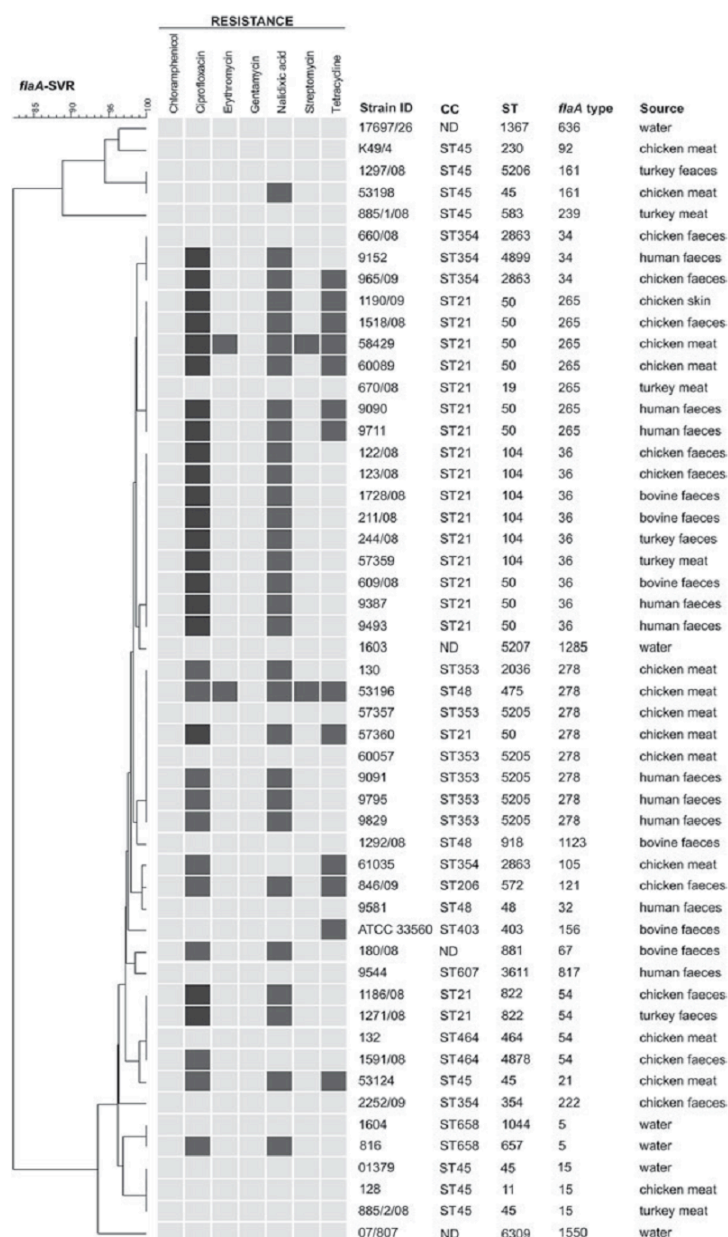 RESISTANCE
flaA-SVR
85 90 95 100
Chloramphenicol
Ciprofloxacin
Erythromycin
Gentamycin
Nalidixic acid
Streptomycin
Tetracycline
Strain ID CC ST flaA type Source
17697/26 ND 1367 636 water
K49/4 ST45 230 92 chicken meat
1297/08 ST45 5206 161 turkey feaces
53198 ST45 45 161 chicken meat
885/1/08 ST45 583 239 turkey meat
660/08 ST354 2863 34 chicken faeces
9152 ST354 4899 34 human faeces
965/09 ST354 2863 34 chicken faeces
1190/09 ST21 50 265 chicken skin
1518/08 ST21 50 265 chicken faeces
58429 ST21 50 265 chicken meat
60089 ST21 50 265 chicken meat
670/08 ST21 19 265 turkey meat
9090 ST21 50 265 human faeces
9711 ST21 50 265 human faeces
122/08 ST21 104 36 chicken faeces
123/08 ST21 104 36 chicken faeces
1728/08 ST21 104 36 bovine faeces
211/08 ST21 104 36 bovine faeces
244/08 ST21 104 36 turkey faeces
57359 ST21 104 36 turkey meat
609/08 ST21 50 36 bovine faeces
9387 ST21 50 36 human faeces
9493 ST21 50 36 human faeces
1603 ND 5207 1285 water
130 ST353 2036 278 chicken meat
53196 ST48 475 278 chicken meat
57357 ST353 5205 278 chicken meat
57360 ST21 50 278 chicken meat
60057 ST353 5205 278 chicken meat
9091 ST353 5205 278 human faeces
9795 ST353 5205 278 human faeces
9829 ST353 5205 278 human faeces
1292/08 ST48 918 1123 bovine faeces
61035 ST354 2863 105 chicken meat
846/09 ST206 572 121 chicken faeces
9581 ST48 48 32 human faeces
ATCC 33560 ST403 403 156 bovine faeces
180/08 ND 881 67 bovine faeces
9544 ST607 3611 817 human faeces
1186/08 ST21 822 54 chicken faeces
1271/08 ST21 822 54 turkey faeces
132 ST464 464 54 chicken meat
1591/08 ST464 4878 54 chicken faeces
53124 ST45 45 21 chicken meat
2252/09 ST354 354 222 chicken faeces
1604 ST658 1044 5 water
816 ST658 657 5 water
01379 ST45 45 15 water
128 ST45 11 15 chicken meat
885/2/08 ST45 45 15 turkey meat
07/807 ND 6309 1550 water